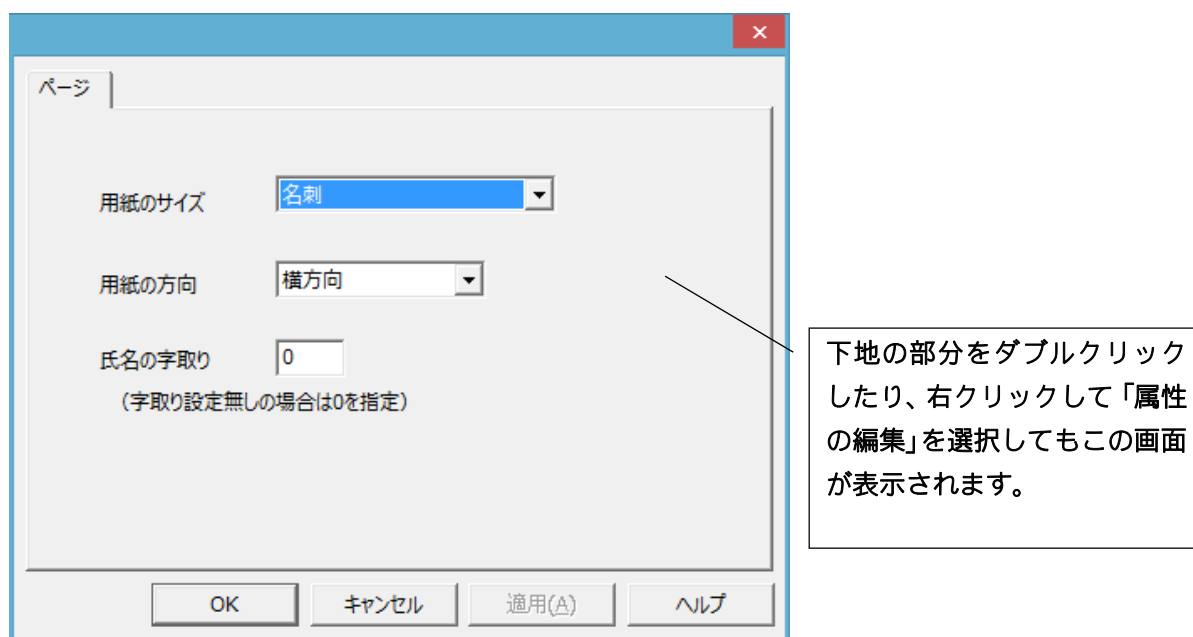 ページ
用紙のサイズ 名刺
用紙の方向 横方向
氏名の字取り 0
（字取り設定無しの場合は0を指定）
OK キャンセル 適用(A) ヘルプ
下地の部分をダブルクリック
したり、右クリックして「属性
の編集」を選択してもこの画面
が表示されます。